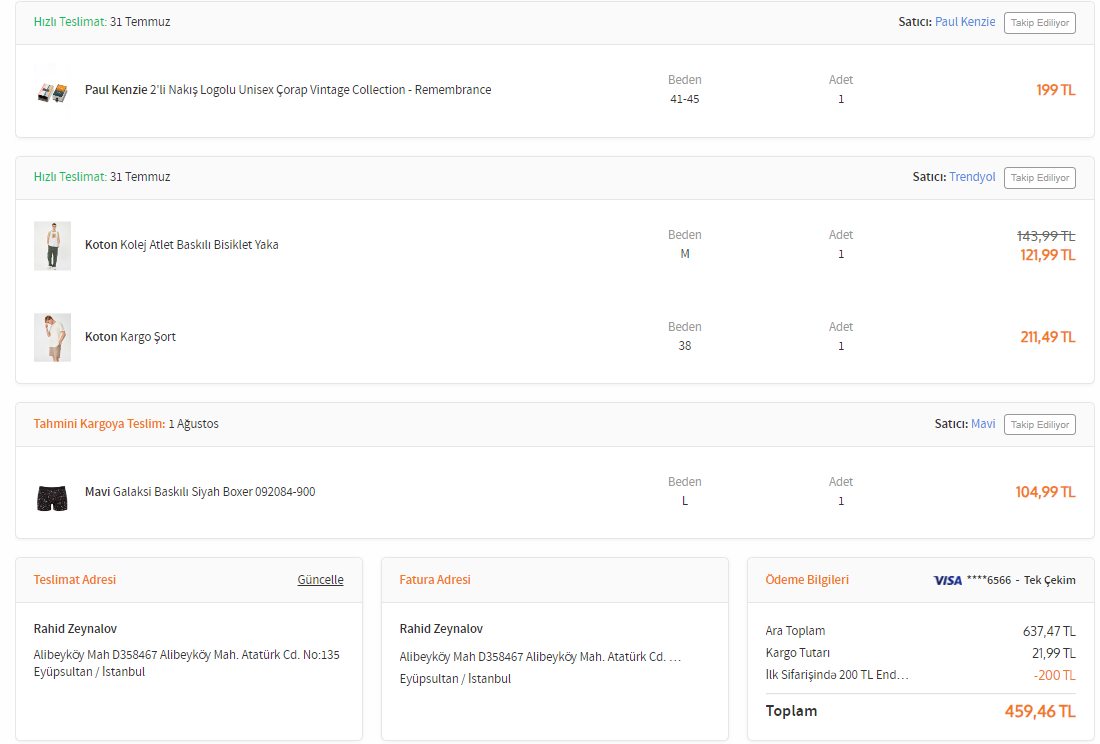 Hızlı Teslimat: 31 Temmuz
Satıcı: Paul Kenzie Takip Ediliyor
Paul Kenzie 2'li Nakış Logolu Unisex Çorap Vintage Collection - Remembrance
Beden
41-45
Adet
1
199 TL
Hızlı Teslimat: 31 Temmuz
Satıcı: Trendyol Takip Ediliyor
Koton Kolej Atlet Baskılı Bisiklet Yaka
Beden
M
Adet
1
143,99 TL
121,99 TL
Koton Kargo Şort
Beden
38
Adet
1
211,49 TL
Tahmini Kargoya Teslim: 1 Ağustos
Satıcı: Mavi Takip Ediliyor
Mavi Galaksi Baskılı Siyah Boxer 092084-900
Beden
L
Adet
1
104,99 TL
Teslimat Adresi Güncelle
Rahid Zeynalov
Alibeyköy Mah D358467 Alibeyköy Mah. Atatürk Cd. No:135
Eyüpsultan / İstanbul
Fatura Adresi
Rahid Zeynalov
Alibeyköy Mah D358467 Alibeyköy Mah. Atatürk Cd. …
Eyüpsultan / İstanbul
Ödeme Bilgileri VISA ****6566 - Tek Çekim
Ara Toplam 637,47 TL
Kargo Tutarı 21,99 TL
İlk Sifarişində 200 TL End… -200 TL
Toplam 459,46 TL